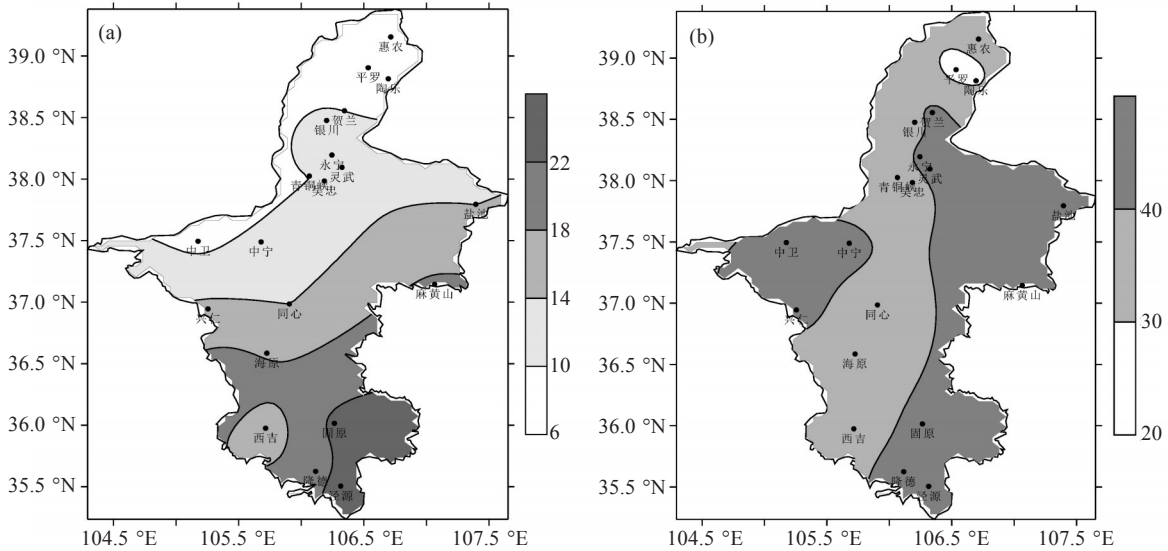 (a)
39.0 °N
38.5 °N
38.0 °N
37.5 °N
37.0 °N
36.5 °N
36.0 °N
35.5 °N
惠农
平罗
陶乐
贺兰
银川
永宁
灵武
青铜峡
吴忠
盐池
中卫
中宁
麻黄山
兴仁
同心
海原
西吉
固原
隆德
泾源
22
18
14
10
6
104.5 °E
105.5 °E
106.5 °E
107.5 °E
(b)
39.0 °N
38.5 °N
38.0 °N
37.5 °N
37.0 °N
36.5 °N
36.0 °N
35.5 °N
惠农
平罗
陶乐
贺兰
银川
永宁
灵武
青铜峡
吴忠
盐池
中卫
中宁
麻黄山
兴仁
同心
海原
西吉
固原
隆德
泾源
40
30
20
104.5 °E
105.5 °E
106.5 °E
107.5 °E